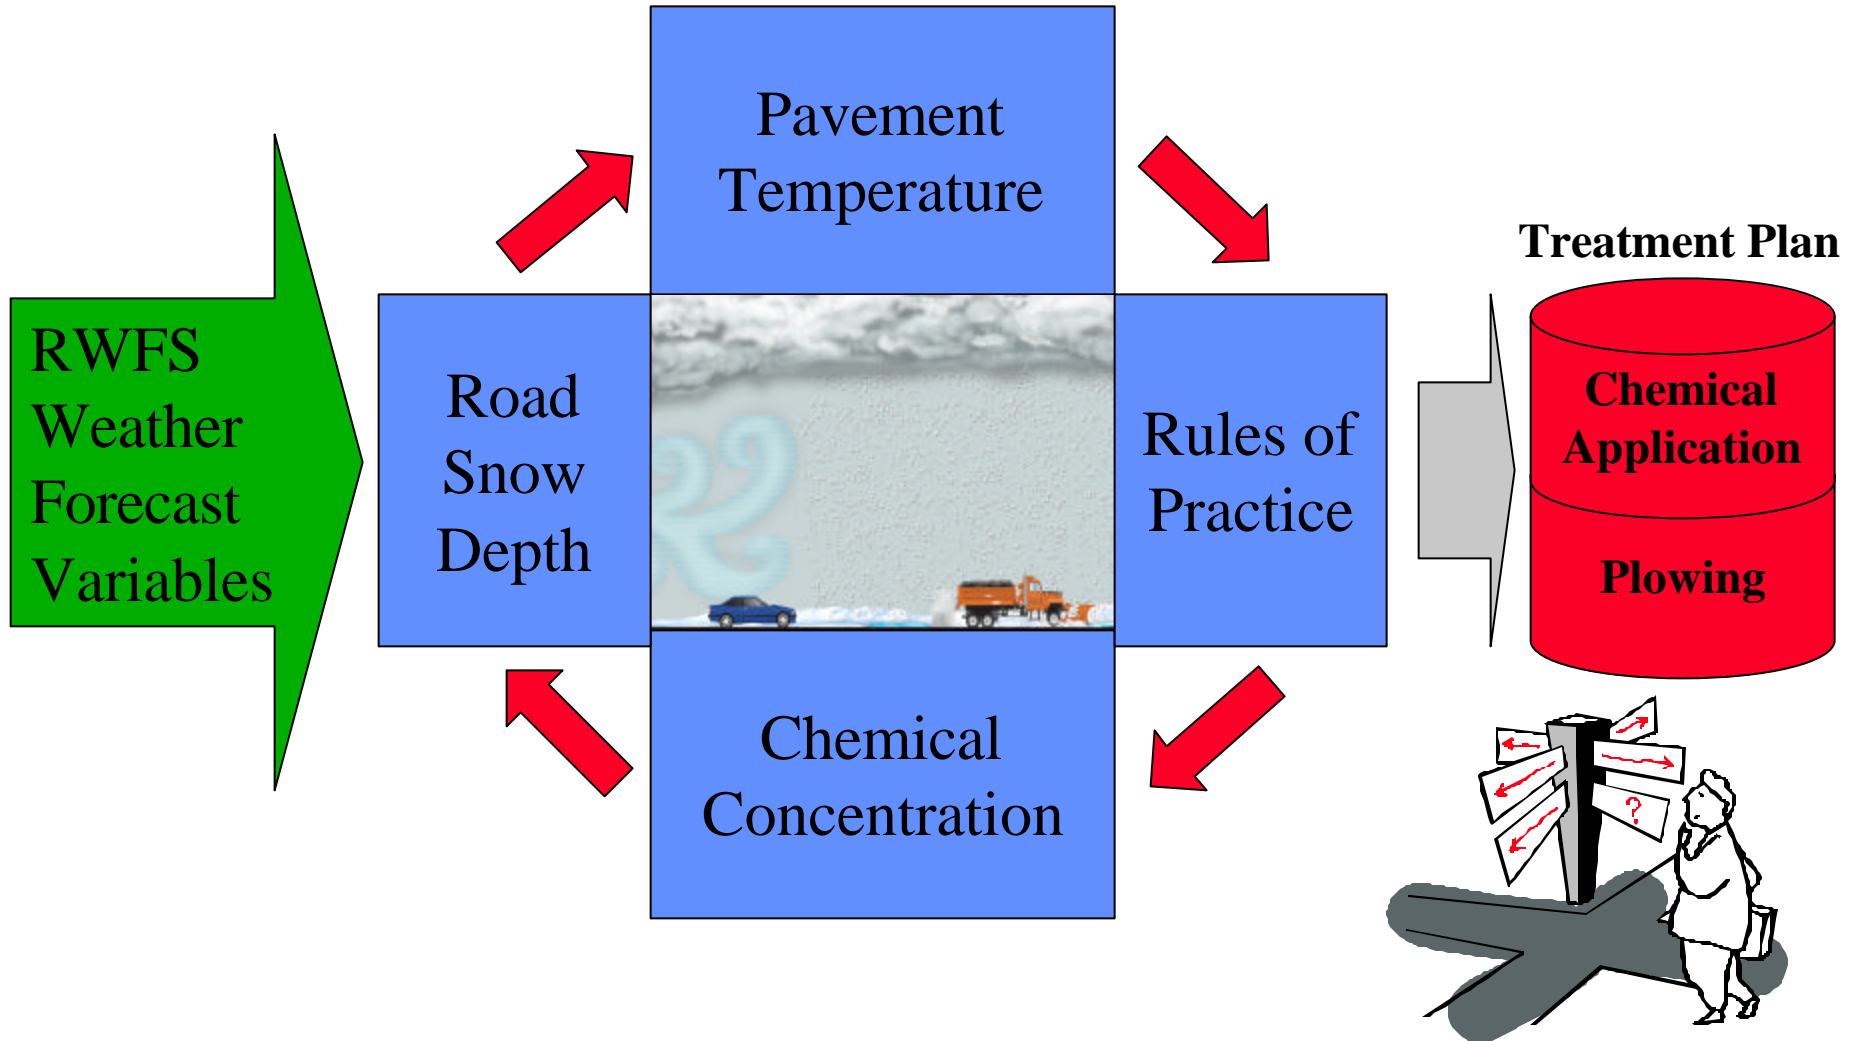 RWFS
Weather
Forecast
Variables
Road
Snow
Depth
Pavement
Temperature
Rules of
Practice
Chemical
Concentration
Treatment Plan
Chemical
Application
Plowing
?